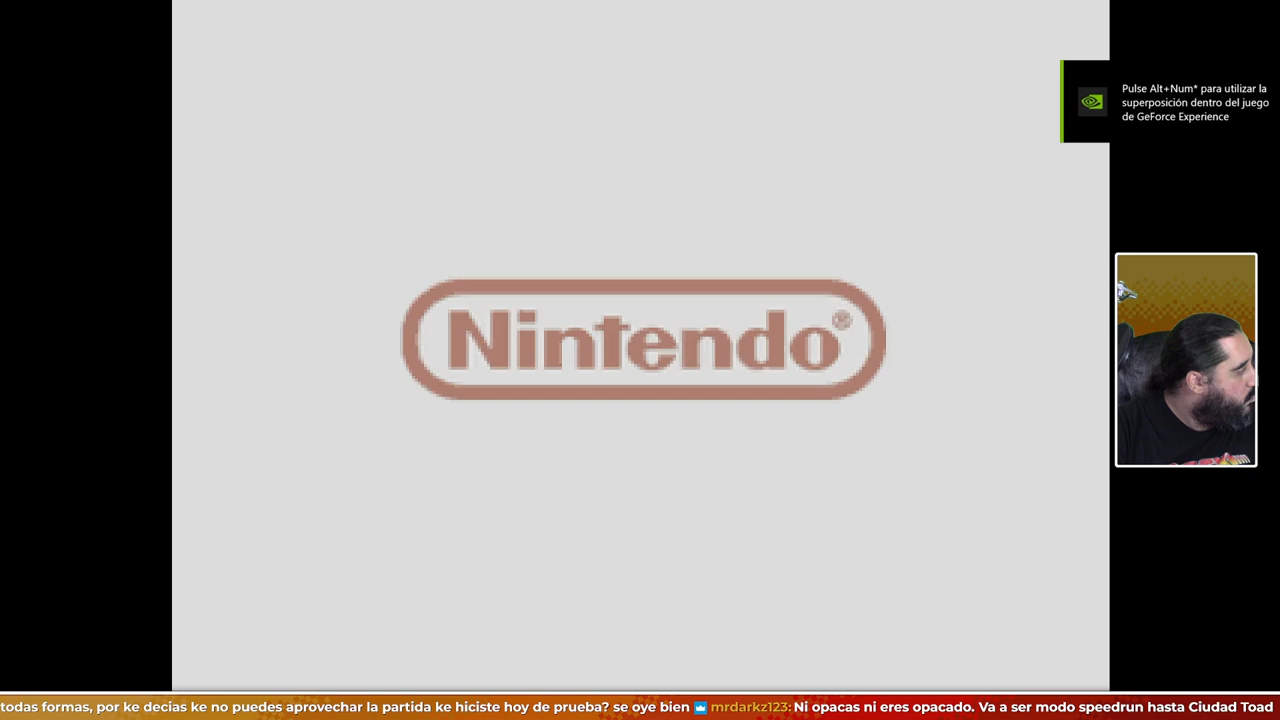 Pulse Alt+Num* para utilizar la
superposición dentro del juego
de GeForce Experience
Nintendo®
todas formas, por ke decias ke no puedes aprovechar la partida ke hiciste hoy de prueba? se oye bien mrdarkz123: Ni opacas ni eres opacado. Va a ser modo speedrun hasta Ciudad Toad